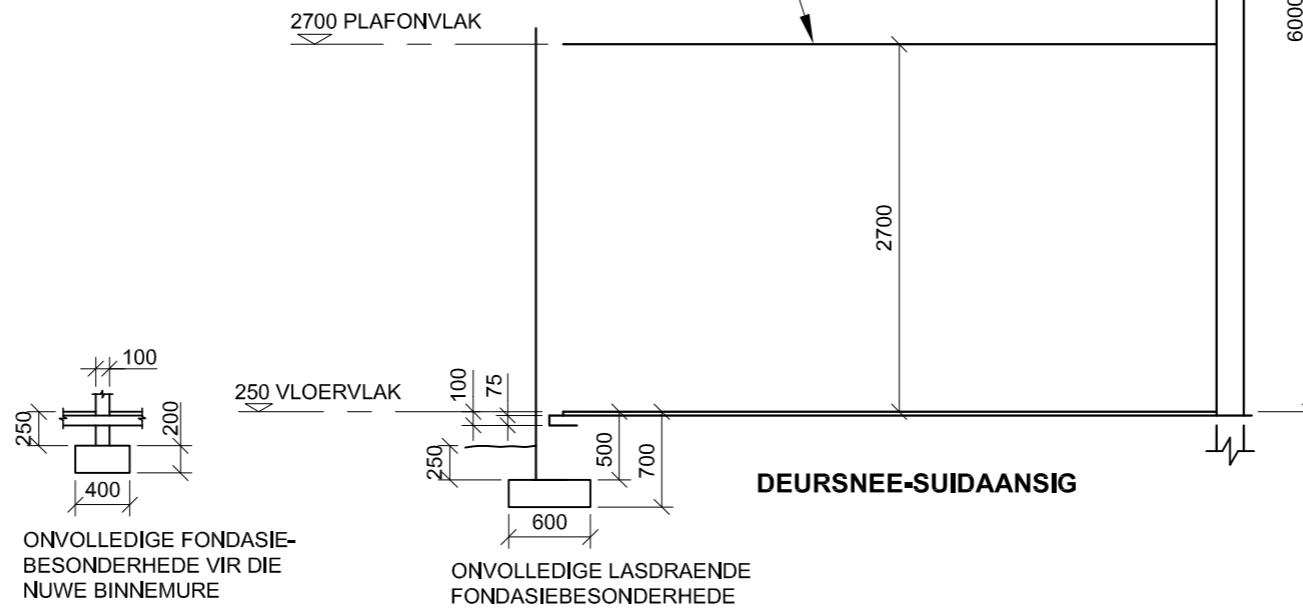 2700 PLAFONVLAK
6000
2700
100
250
200
400
ONVOLLEDIGE FONDASIE-
BESONDERHEDE VIR DIE
NUWE BINNEMURE
250 VLOERVLAK
100
75
250
500
700
600
ONVOLLEDIGE LASDRAENDE
FONDASIEBESONDERHEDE
DEURSNEE-SUIDAANSIG